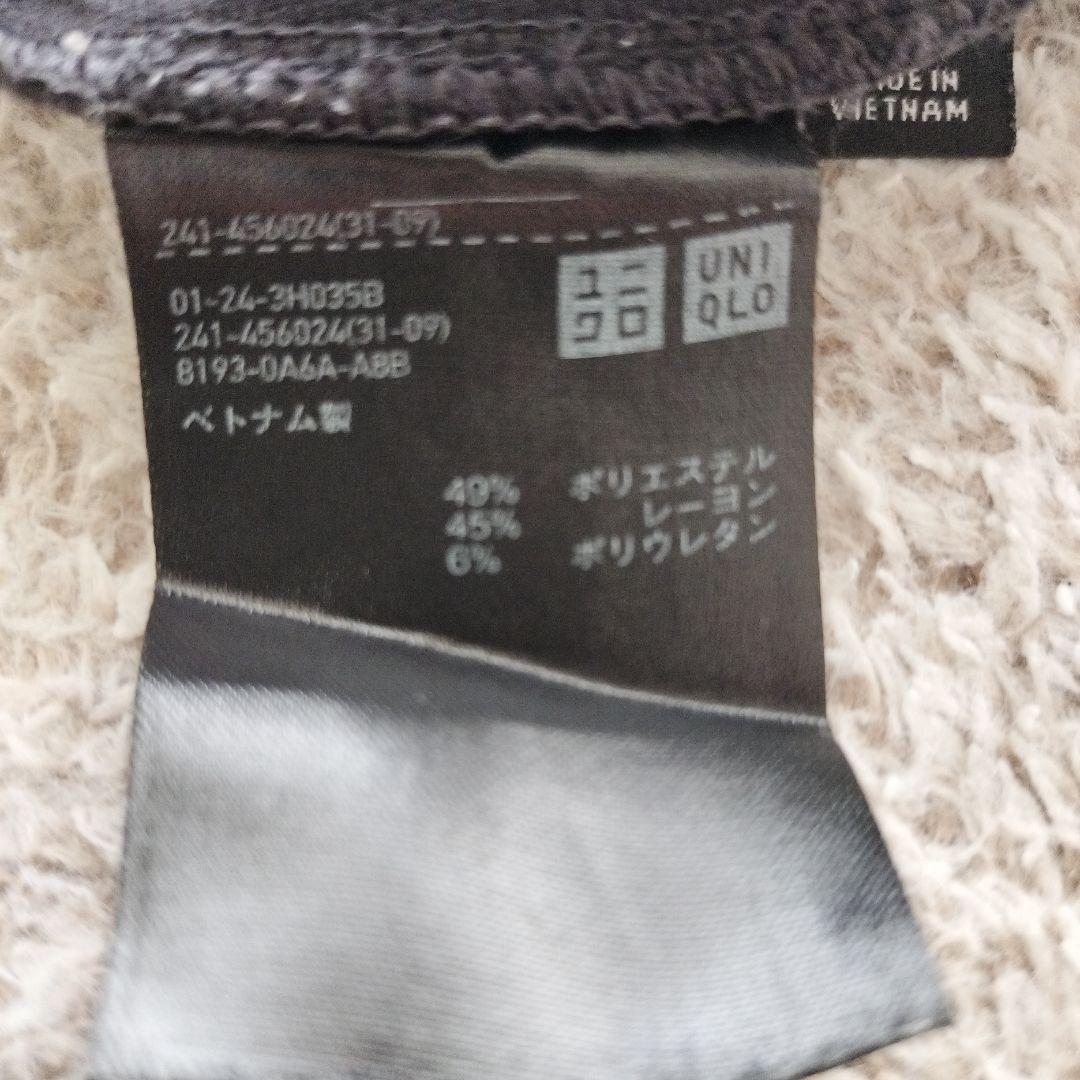 MADE IN
VIETNAM
241-456024(31-09)
01-24-3H035B
241-456024(31-09)
8193-0A6A-A8B
ベトナム製
ユニ
クロ
UNI
QLO
49% ポリエステル
45% レーヨン
6% ポリウレタン